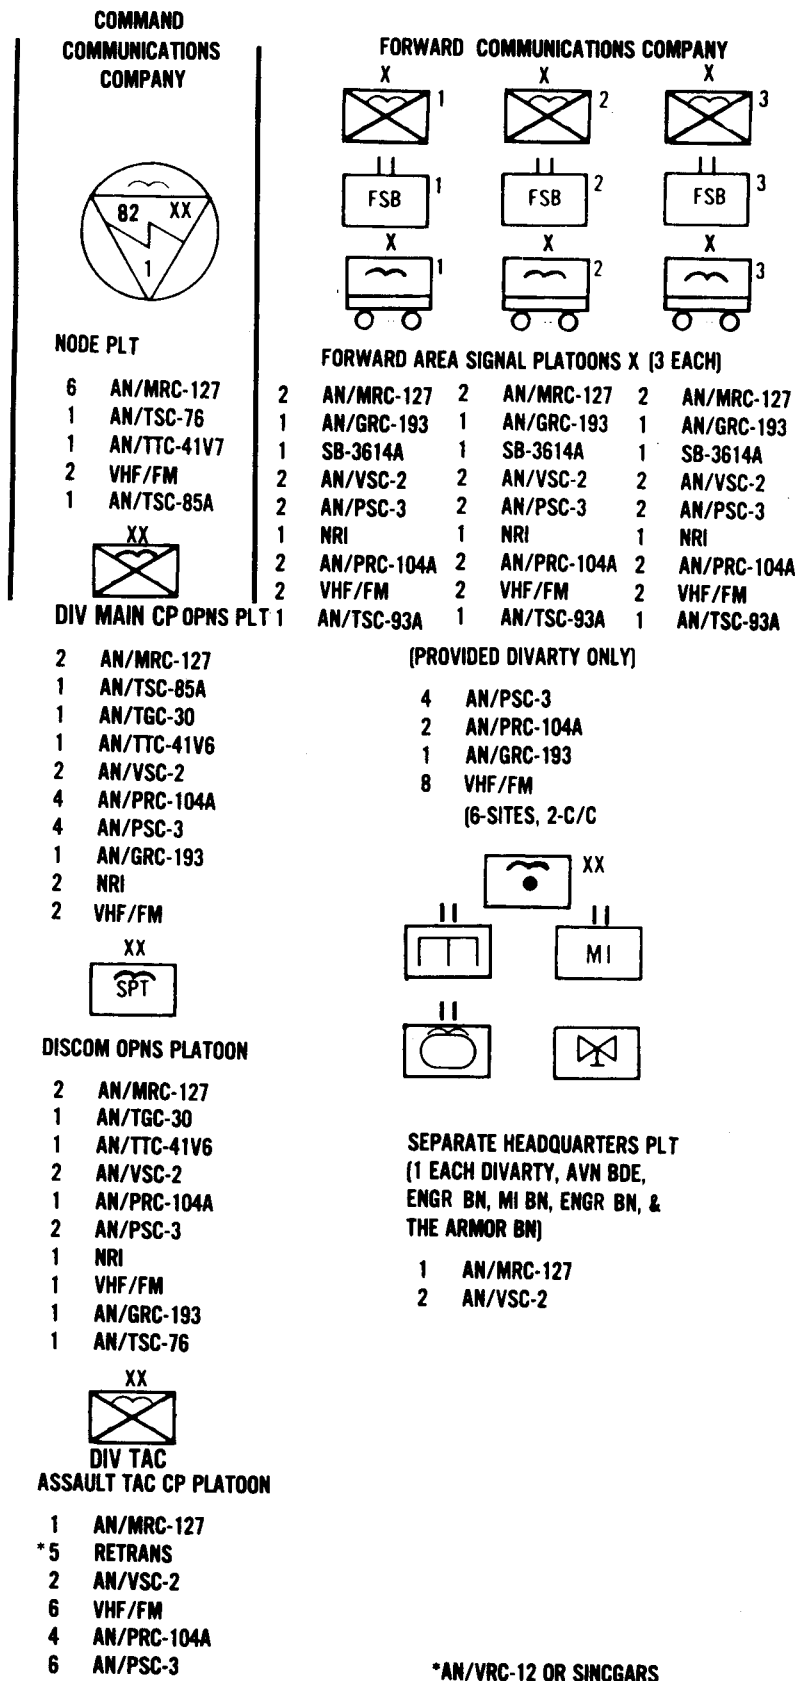 COMMAND
COMMUNICATIONS
COMPANY
82 XX
1
NODE PLT
6 AN/MRC-127
1 AN/TSC-76
1 AN/TTC-41V7
2 VHF/FM
1 AN/TSC-85A
XX
DIV MAIN CP OPNS PLT
2 AN/MRC-127
1 AN/TSC-85A
1 AN/TGC-30
1 AN/TTC-41V6
2 AN/VSC-2
4 AN/PRC-104A
4 AN/PSC-3
1 AN/GRC-193
2 NRI
2 VHF/FM
XX
SPT
DISCOM OPNS PLATOON
2 AN/MRC-127
1 AN/TGC-30
1 AN/TTC-41V6
2 AN/VSC-2
1 AN/PRC-104A
2 AN/PSC-3
1 NRI
1 VHF/FM
1 AN/GRC-193
1 AN/TSC-76
XX
DIV TAC
ASSAULT TAC CP PLATOON
1 AN/MRC-127
*5 RETRANS
2 AN/VSC-2
6 VHF/FM
4 AN/PRC-104A
6 AN/PSC-3
FORWARD COMMUNICATIONS COMPANY
X X X
1 2 3
II II II
FSB 1 FSB 2 FSB 3
X X X
1 2 3
FORWARD AREA SIGNAL PLATOONS X (3 EACH)
2 AN/MRC-127 2 AN/MRC-127 2 AN/MRC-127
1 AN/GRC-193 1 AN/GRC-193 1 AN/GRC-193
1 SB-3614A 1 SB-3614A 1 SB-3614A
2 AN/VSC-2 2 AN/VSC-2 2 AN/VSC-2
2 AN/PSC-3 2 AN/PSC-3 2 AN/PSC-3
1 NRI 1 NRI 1 NRI
2 AN/PRC-104A 2 AN/PRC-104A 2 AN/PRC-104A
2 VHF/FM 2 VHF/FM 2 VHF/FM
1 AN/TSC-93A 1 AN/TSC-93A 1 AN/TSC-93A
(PROVIDED DIVARTY ONLY)
4 AN/PSC-3
2 AN/PRC-104A
1 AN/GRC-193
8 VHF/FM
(6-SITES, 2-C/C
XX
II II
MI
II
SEPARATE HEADQUARTERS PLT
(1 EACH DIVARTY, AVN BDE,
ENGR BN, MI BN, ENGR BN, &
THE ARMOR BN)
1 AN/MRC-127
2 AN/VSC-2
*AN/VRC-12 OR SINCGARS